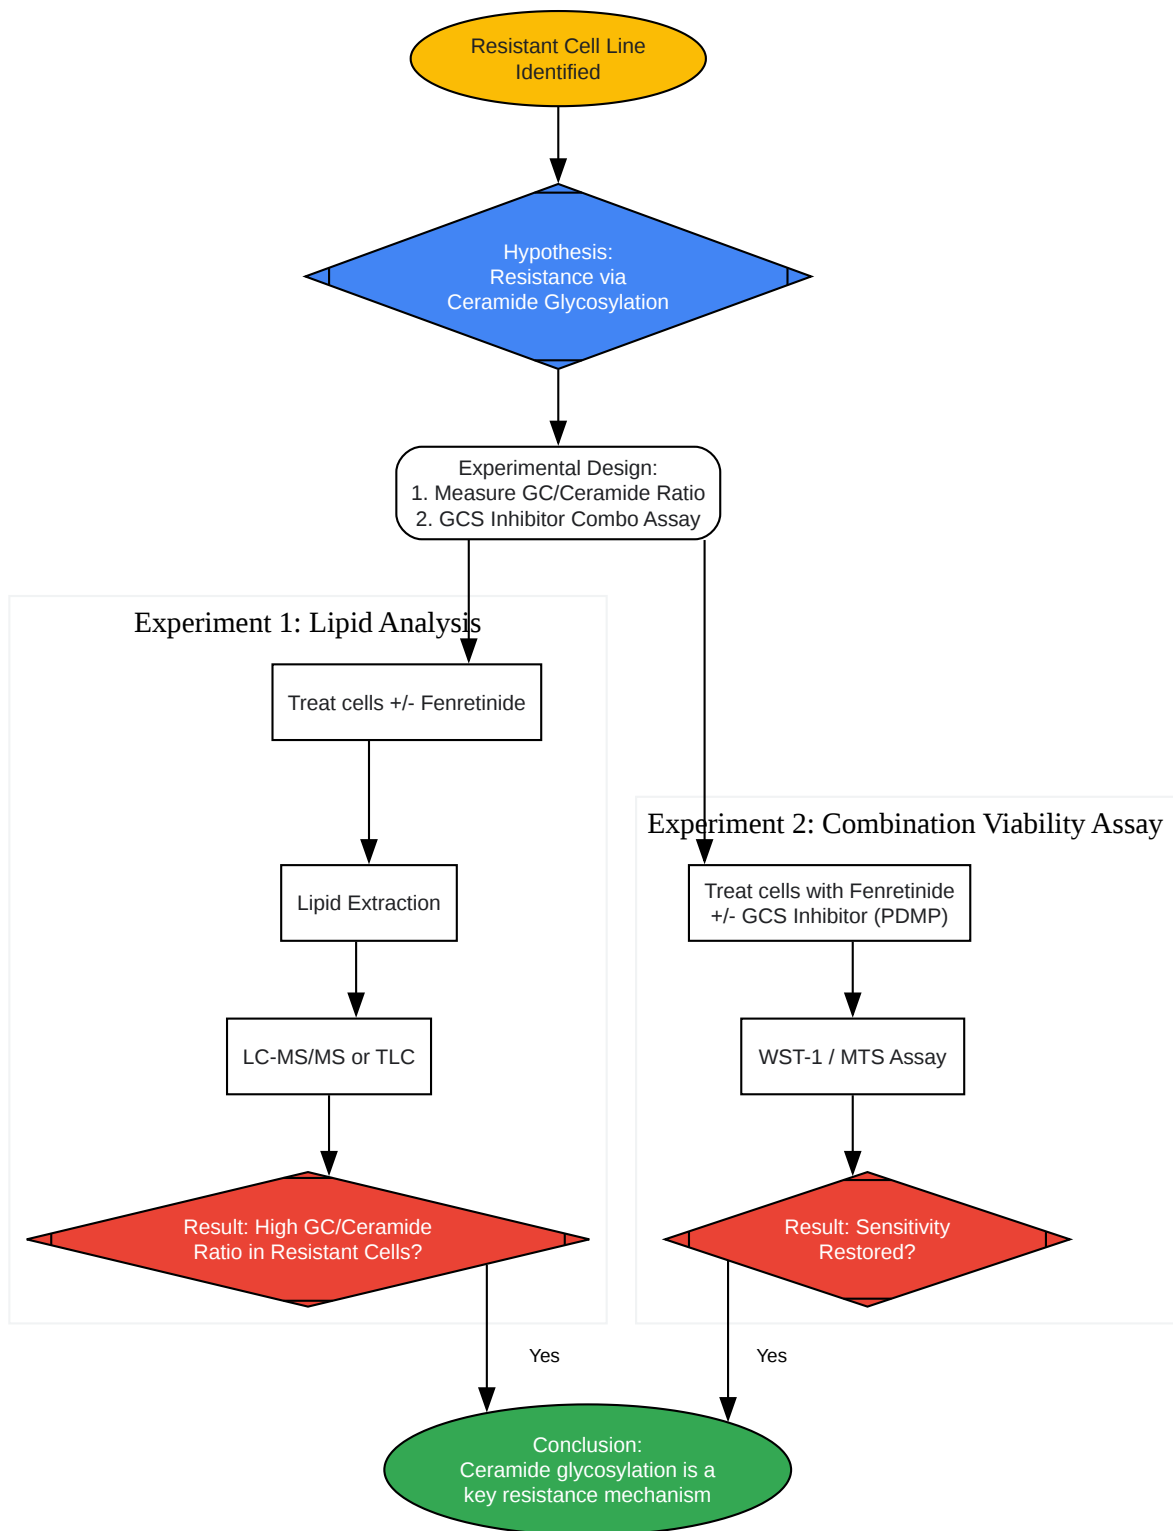 Resistant Cell Line
Identified
Hypothesis:
Resistance via
Ceramide Glycosylation
Experimental Design:
1. Measure GC/Ceramide Ratio
2. GCS Inhibitor Combo Assay
Experiment 1: Lipid Analysis
Treat cells +/- Fenretinide
Lipid Extraction
LC-MS/MS or TLC
Result: High GC/Ceramide
Ratio in Resistant Cells?
Yes
Experiment 2: Combination Viability Assay
Treat cells with Fenretinide
+/- GCS Inhibitor (PDMP)
WST-1 / MTS Assay
Result: Sensitivity
Restored?
Yes
Conclusion:
Ceramide glycosylation is a
key resistance mechanism